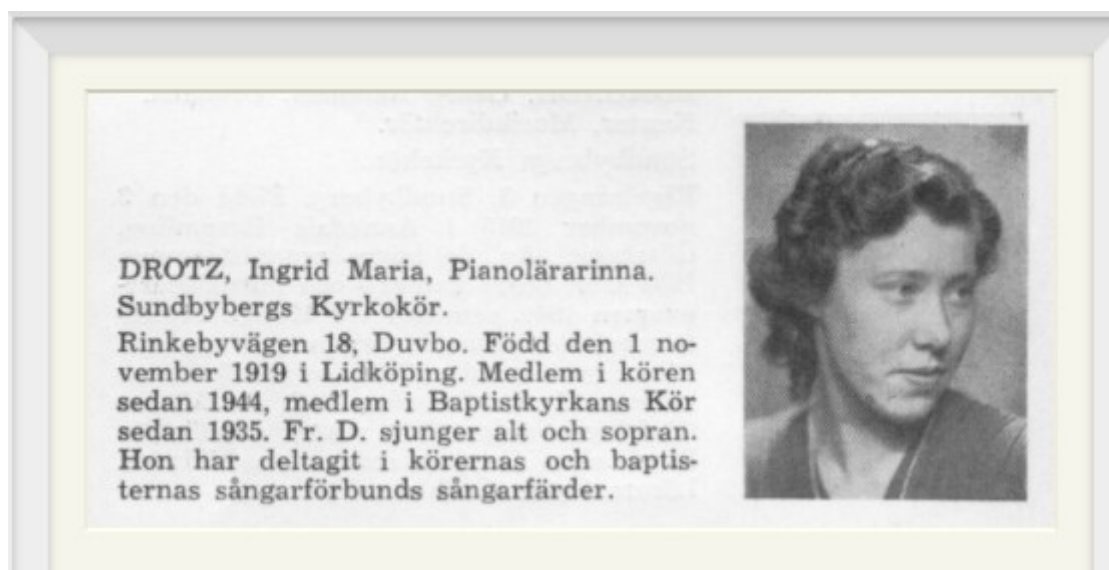 DROTZ, Ingrid Maria, Pianolärarinna.
Sundbybergs Kyrkokör.
Rinkebyvägen 18, Duvbo. Född den 1 no-
vember 1919 i Lidköping. Medlem i kören
sedan 1944, medlem i Baptistkyrkans Kör
sedan 1935. Fr. D. sjunger alt och sopran.
Hon har deltagit i körernas och baptis-
ternas sångarförbunds sångarfärder.